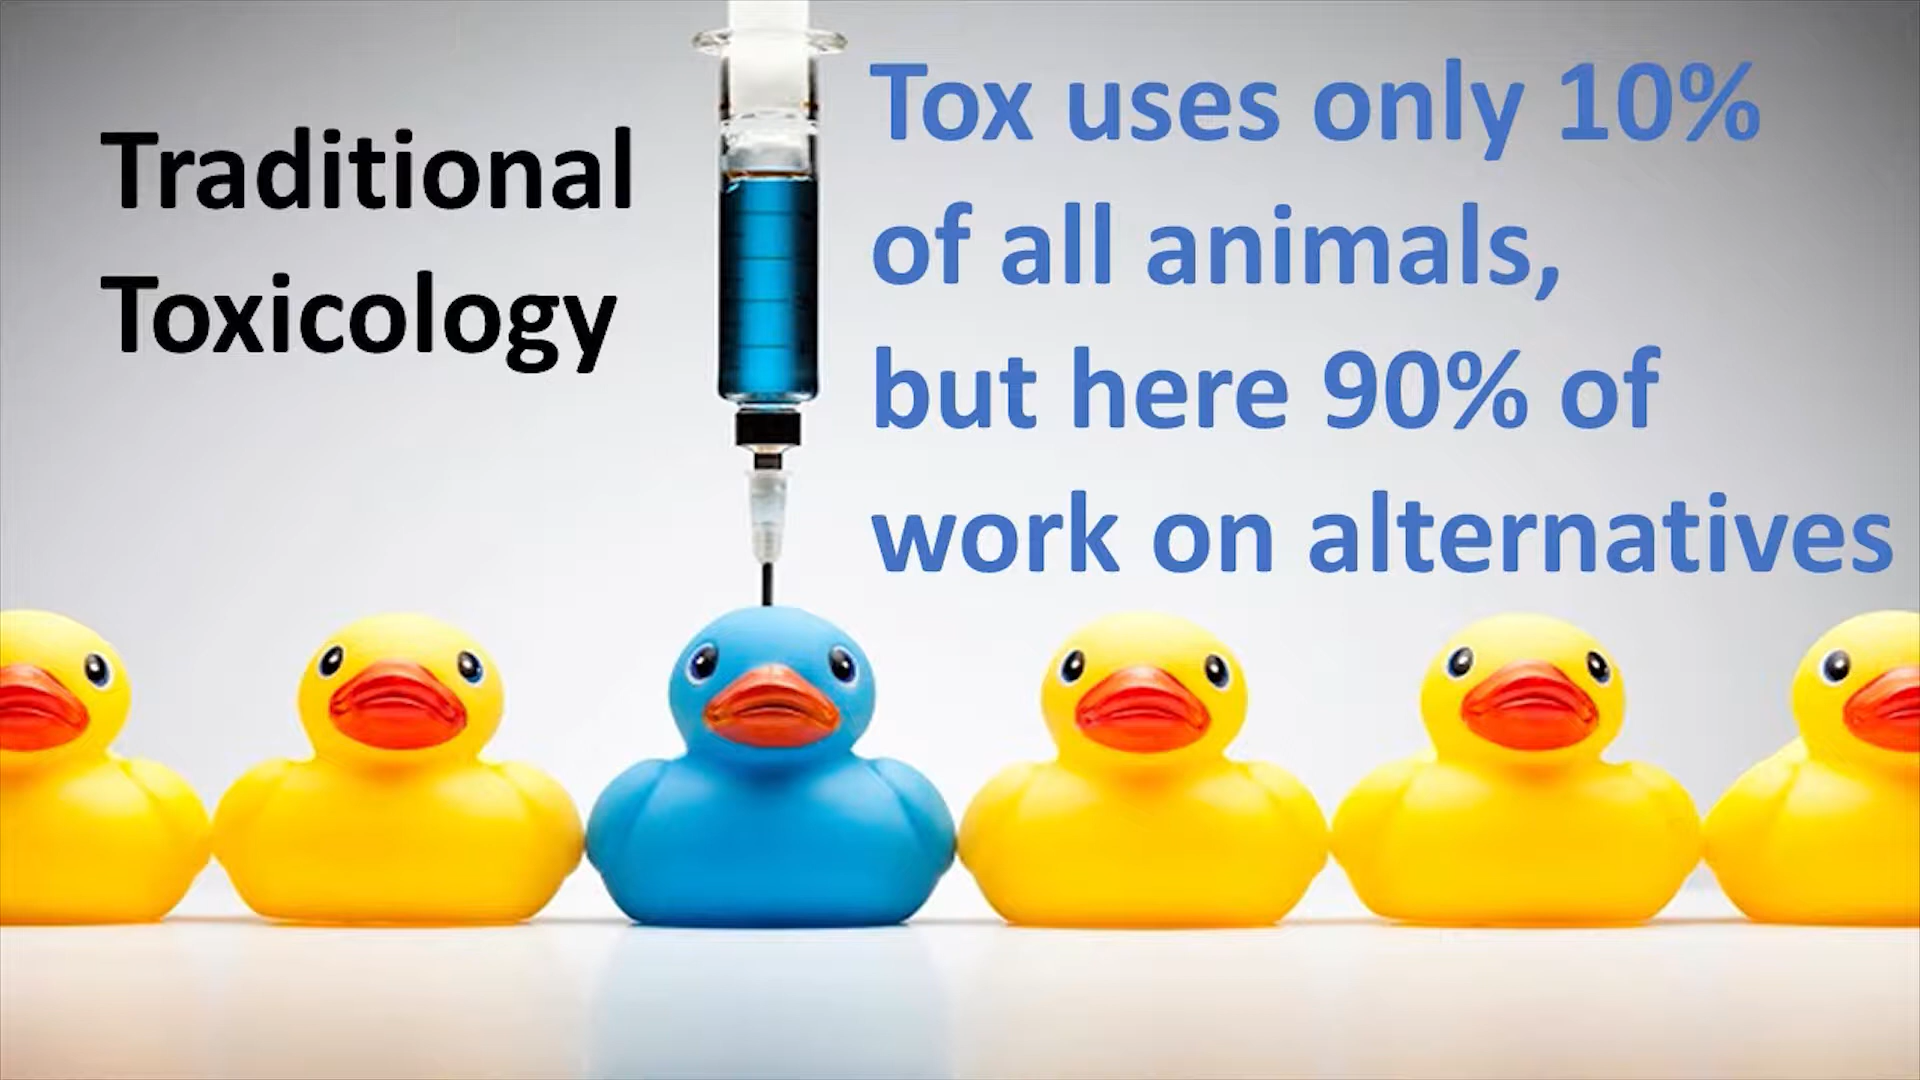 Traditional
Toxicology
Tox uses only 10%
of all animals,
but here 90% of
work on alternatives